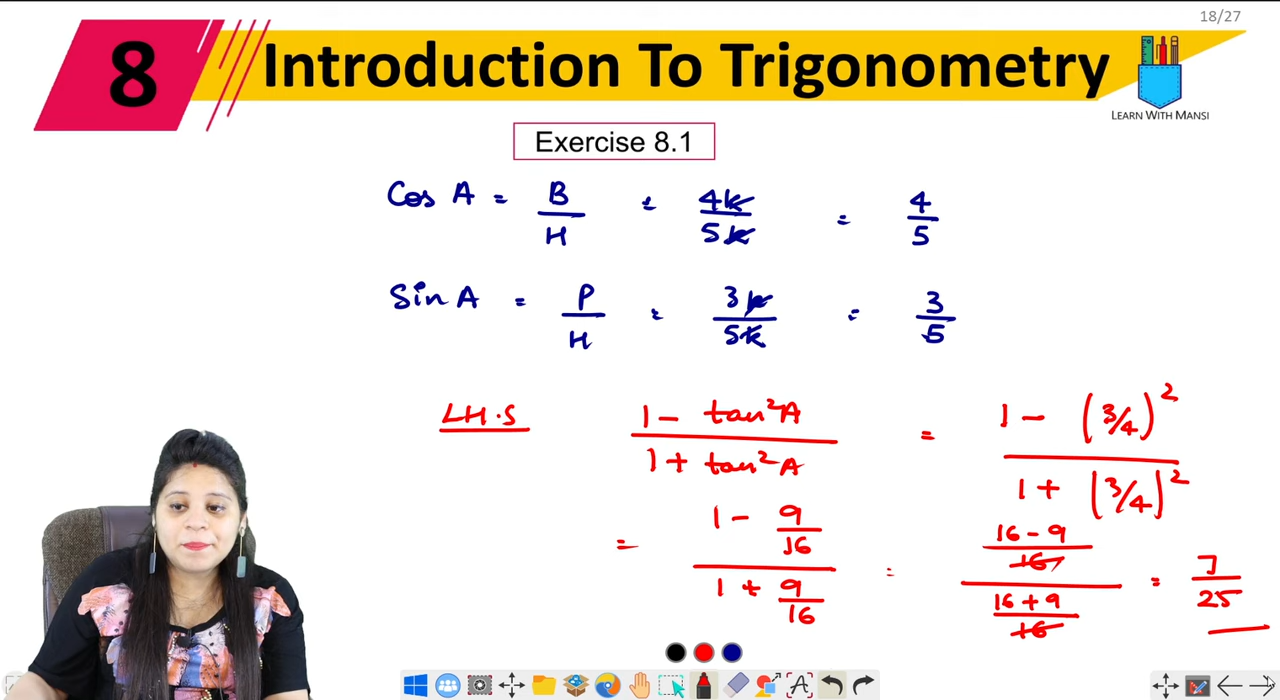 18/27
8 Introduction To Trigonometry
LEARN WITH MANSI
Exercise 8.1
Cos A = B/H = 4k/5k = 4/5
Sin A = P/H = 3k/5k = 3/5
LH.S 1 - tan²A / 1 + tan²A = 1 - (3/4)² / 1 + (3/4)²
= 1 - 9/16 / 1 + 9/16 = 16 - 9/16 / 16 + 9/16 = 7/25